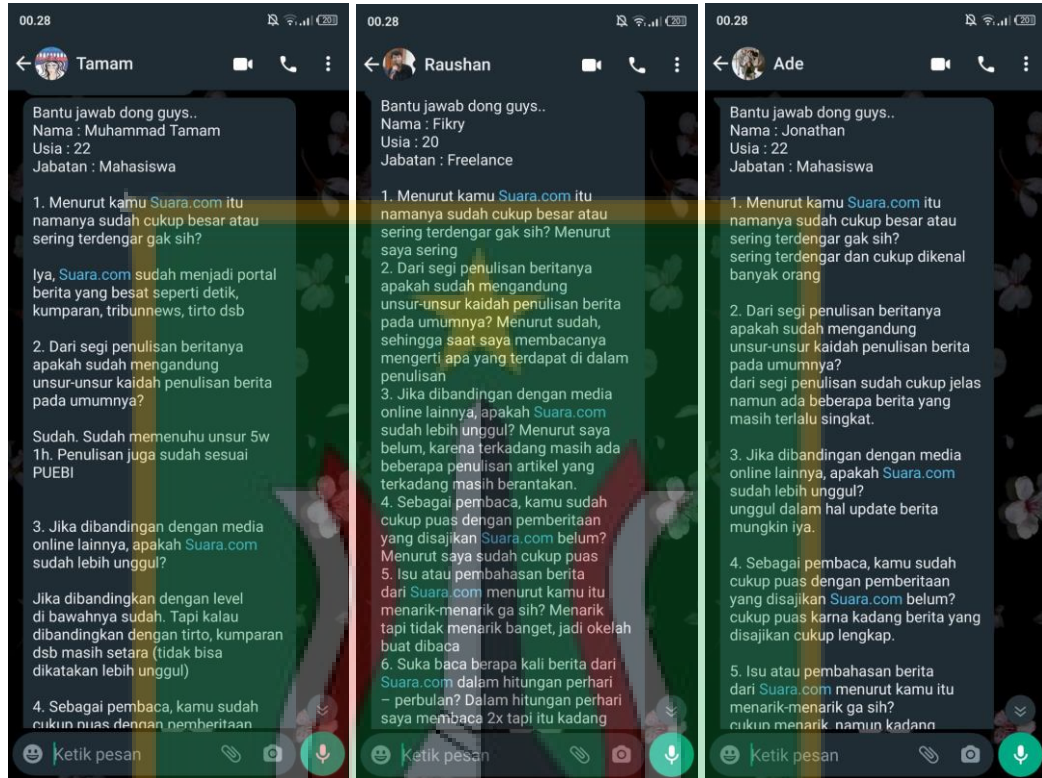 00.28
20
Tamam
Bantu jawab dong guys..
Nama : Muhammad Tamam
Usia : 22
Jabatan : Mahasiswa
1. Menurut kamu Suara.com itu
namanya sudah cukup besar atau
sering terdengar gak sih?
Iya, Suara.com sudah menjadi portal
berita yang besat seperti detik,
kumparan, tribunnews, tirto dsb
2. Dari segi penulisan beritanya
apakah sudah mengandung
unsur-unsur kaidah penulisan berita
pada umumnya?
Sudah. Sudah memenuhu unsur 5w
1h. Penulisan juga sudah sesuai
PUEBI
3. Jika dibandingan dengan media
online lainnya, apakah Suara.com
sudah lebih unggul?
Jika dibandingkan dengan level
di bawahnya sudah. Tapi kalau
dibandingkan dengan tirto, kumparan
dsb masih setara (tidak bisa
dikatakan lebih unggul)
4. Sebagai pembaca, kamu sudah
cukup puas dengan pemberitaan
Ketik pesan
00.28
20
Raushan
Bantu jawab dong guys..
Nama : Fikry
Usia : 20
Jabatan : Freelance
1. Menurut kamu Suara.com itu
namanya sudah cukup besar atau
sering terdengar gak sih? Menurut
saya sering
2. Dari segi penulisan beritanya
apakah sudah mengandung
unsur-unsur kaidah penulisan berita
pada umumnya? Menurut sudah,
sehingga saat saya membacanya
mengerti apa yang terdapat di dalam
penulisan
3. Jika dibandingan dengan media
online lainnya, apakah Suara.com
sudah lebih unggul? Menurut saya
belum, karena terkadang masih ada
beberapa penulisan artikel yang
terkadang masih berantakan.
4. Sebagai pembaca, kamu sudah
cukup puas dengan pemberitaan
yang disajikan Suara.com belum?
Menurut saya sudah cukup puas
5. Isu atau pembahasan berita
dari Suara.com menurut kamu itu
menarik-menarik ga sih? Menarik
tapi tidak menarik banget, jadi okelah
buat dibaca
6. Suka baca berapa kali berita dari
Suara.com dalam hitungan perhari
– perbulan? Dalam hitungan perhari
saya membaca 2x tapi itu kadang
Ketik pesan
00.28
20
Ade
Bantu jawab dong guys..
Nama : Jonathan
Usia : 22
Jabatan : Mahasiswa
1. Menurut kamu Suara.com itu
namanya sudah cukup besar atau
sering terdengar gak sih?
sering terdengar dan cukup dikenal
banyak orang
2. Dari segi penulisan beritanya
apakah sudah mengandung
unsur-unsur kaidah penulisan berita
pada umumnya?
dari segi penulisan sudah cukup jelas
namun ada beberapa berita yang
masih terlalu singkat.
3. Jika dibandingan dengan media
online lainnya, apakah Suara.com
sudah lebih unggul?
unggul dalam hal update berita
mungkin iya.
4. Sebagai pembaca, kamu sudah
cukup puas dengan pemberitaan
yang disajikan Suara.com belum?
cukup puas karna kadang berita yang
disajikan cukup lengkap.
5. Isu atau pembahasan berita
dari Suara.com menurut kamu itu
menarik-menarik ga sih?
cukup menarik, namun kadang
Ketik pesan